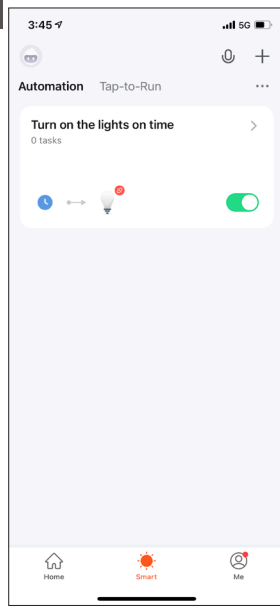 3:45
5G
Automation Tap-to-Run
Turn on the lights on time
0 tasks
Home Smart Me